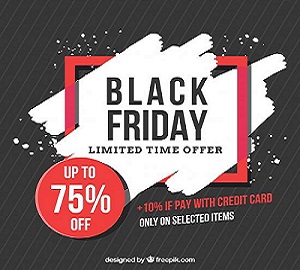 BLACK
FRIDAY
LIMITED TIME OFFER
UP TO
75%
OFF
+10% IF PAY WITH CREDIT CARD
ONLY ON SELECTED ITEMS
designed by freepik.com